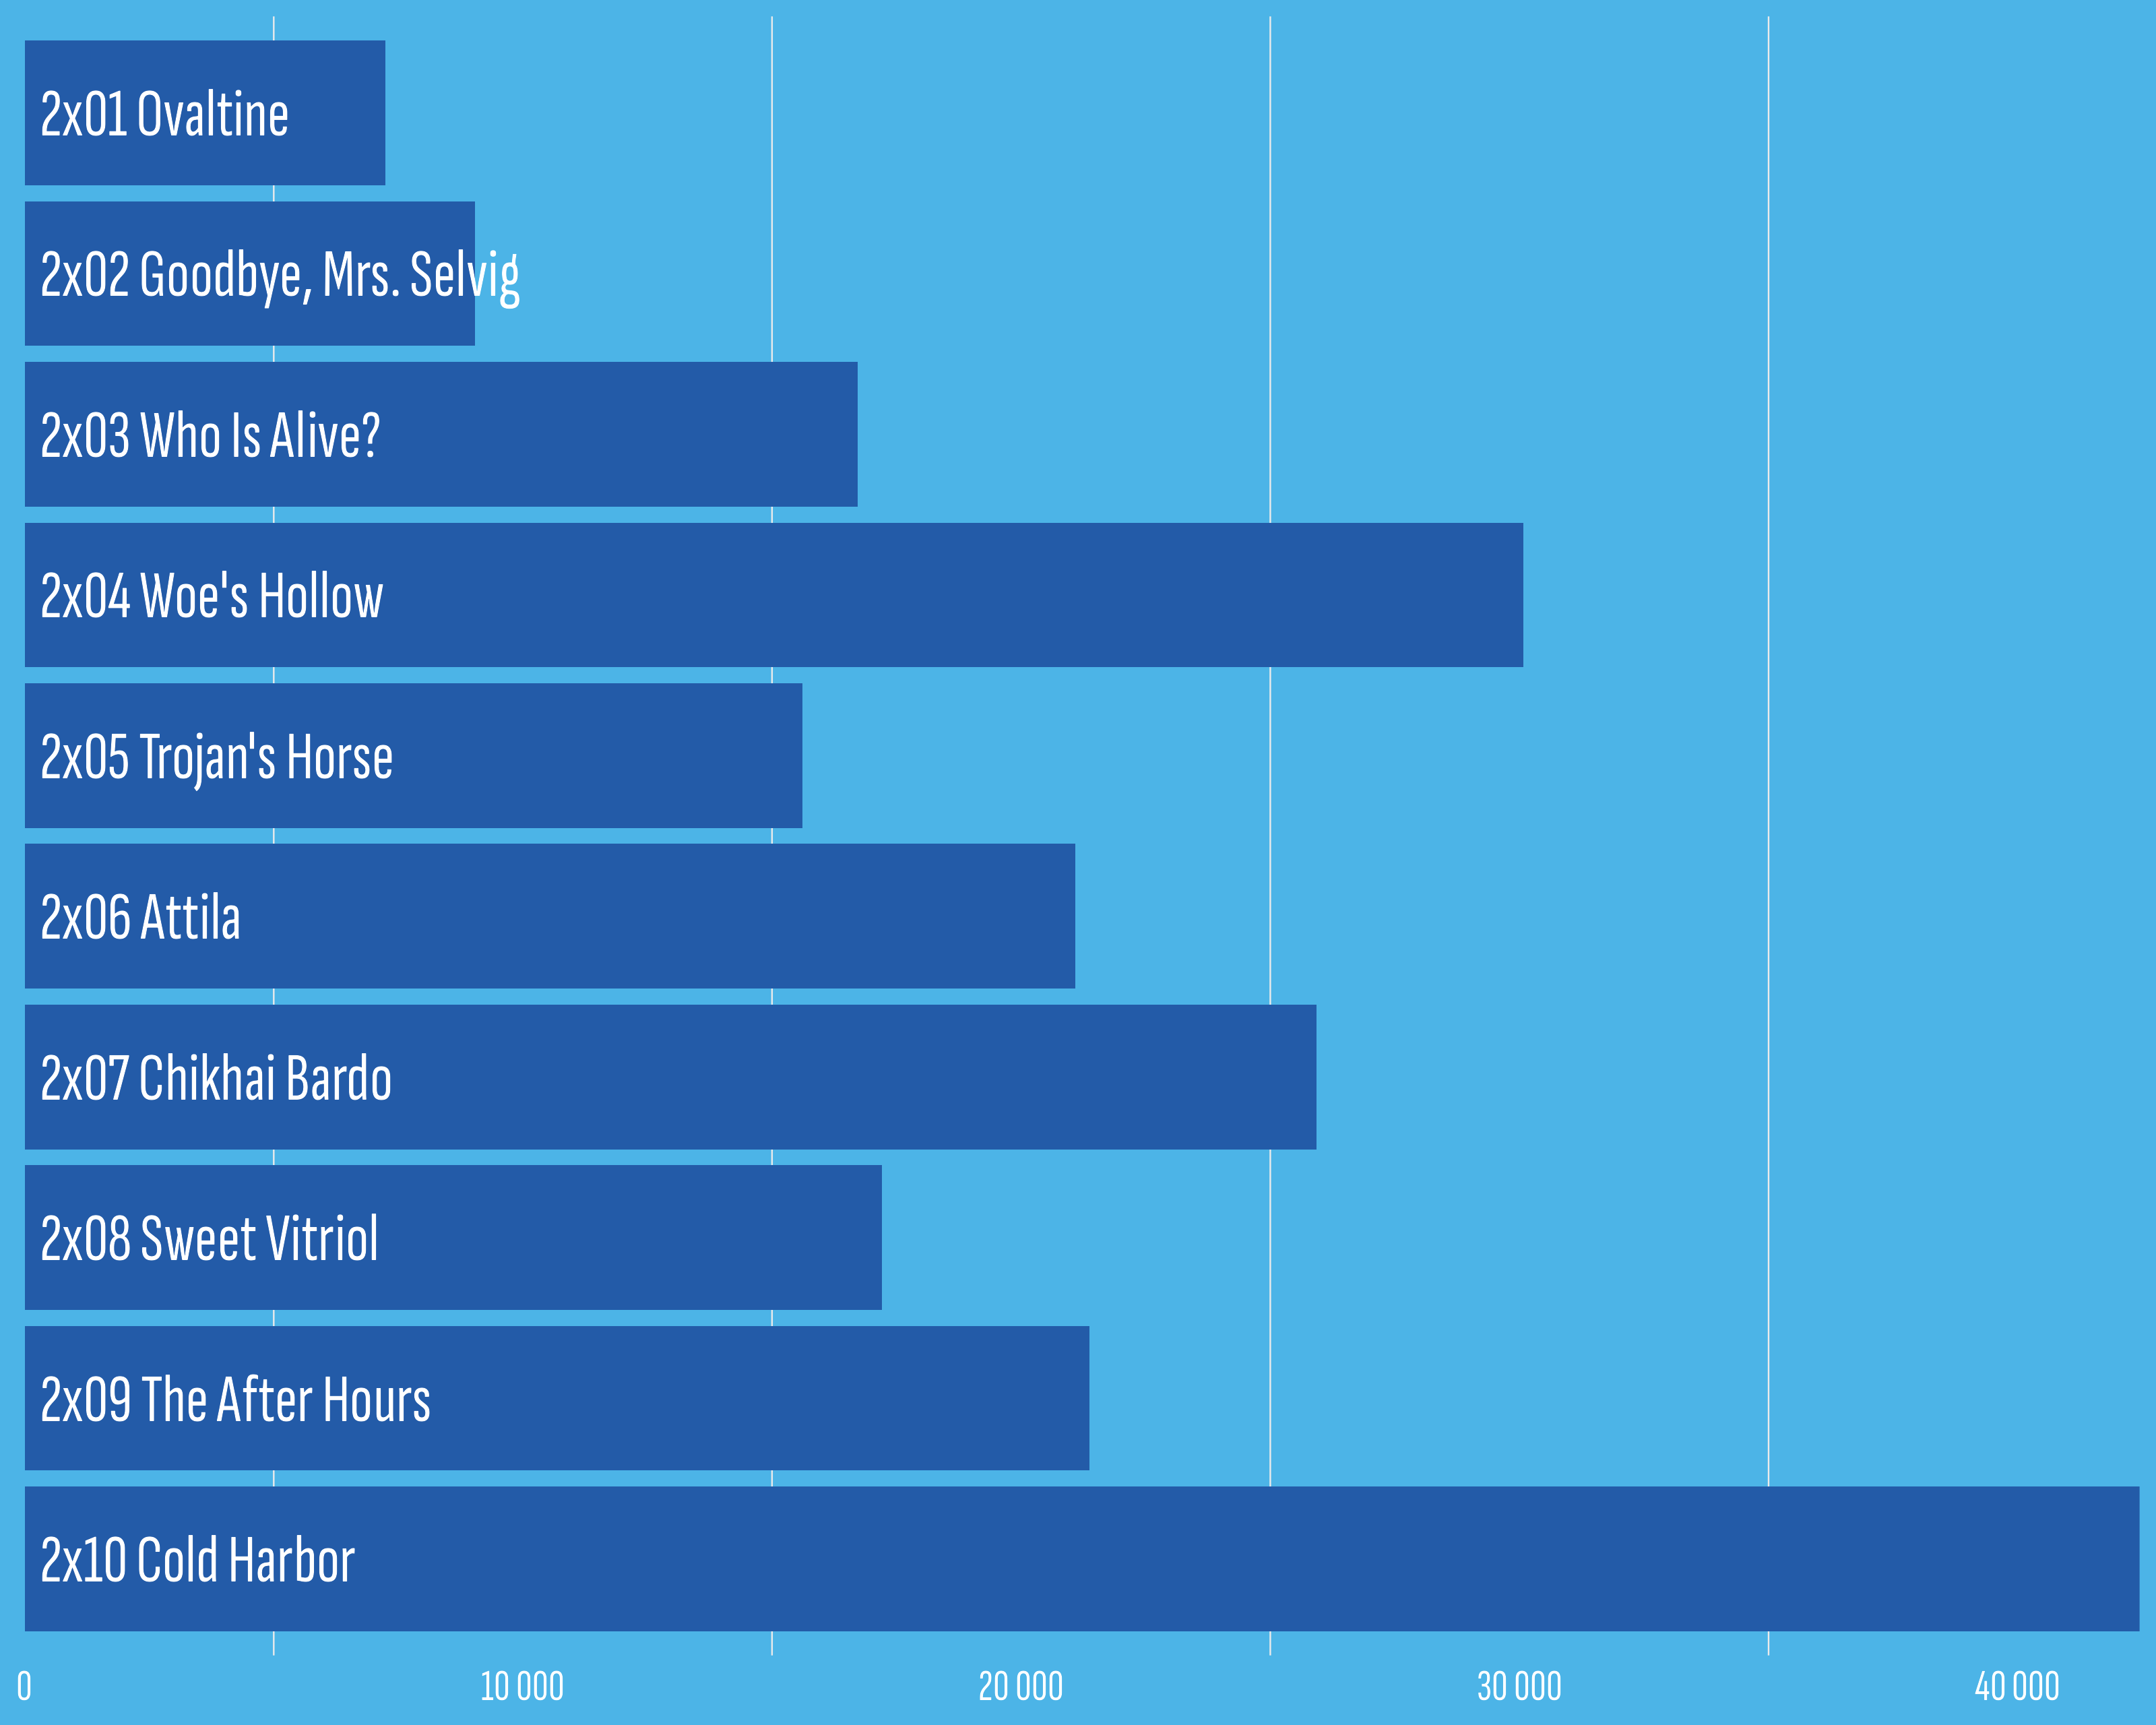 2x01 Ovaltine
2x02 Goodbye, Mrs. Selvig
2x03 Who Is Alive?
2x04 Woe's Hollow
2x05 Trojan's Horse
2x06 Attila
2x07 Chikhai Bardo
2x08 Sweet Vitriol
2x09 The After Hours
2x10 Cold Harbor
0 10 000 20 000 30 000 40 000